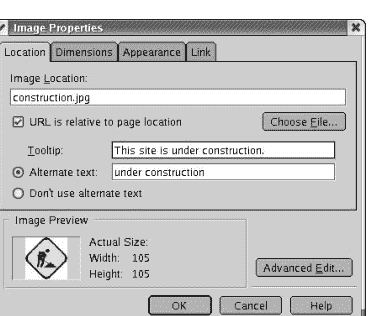 Image Properties
Location Dimensions Appearance Link
Image Location:
construction.jpg
URL is relative to page location Choose File...
Tooltip: This site is under construction.
Alternate text: under construction
Don't use alternate text
Image Preview
Actual Size:
Width: 105
Height: 105
Advanced Edit...
OK Cancel Help